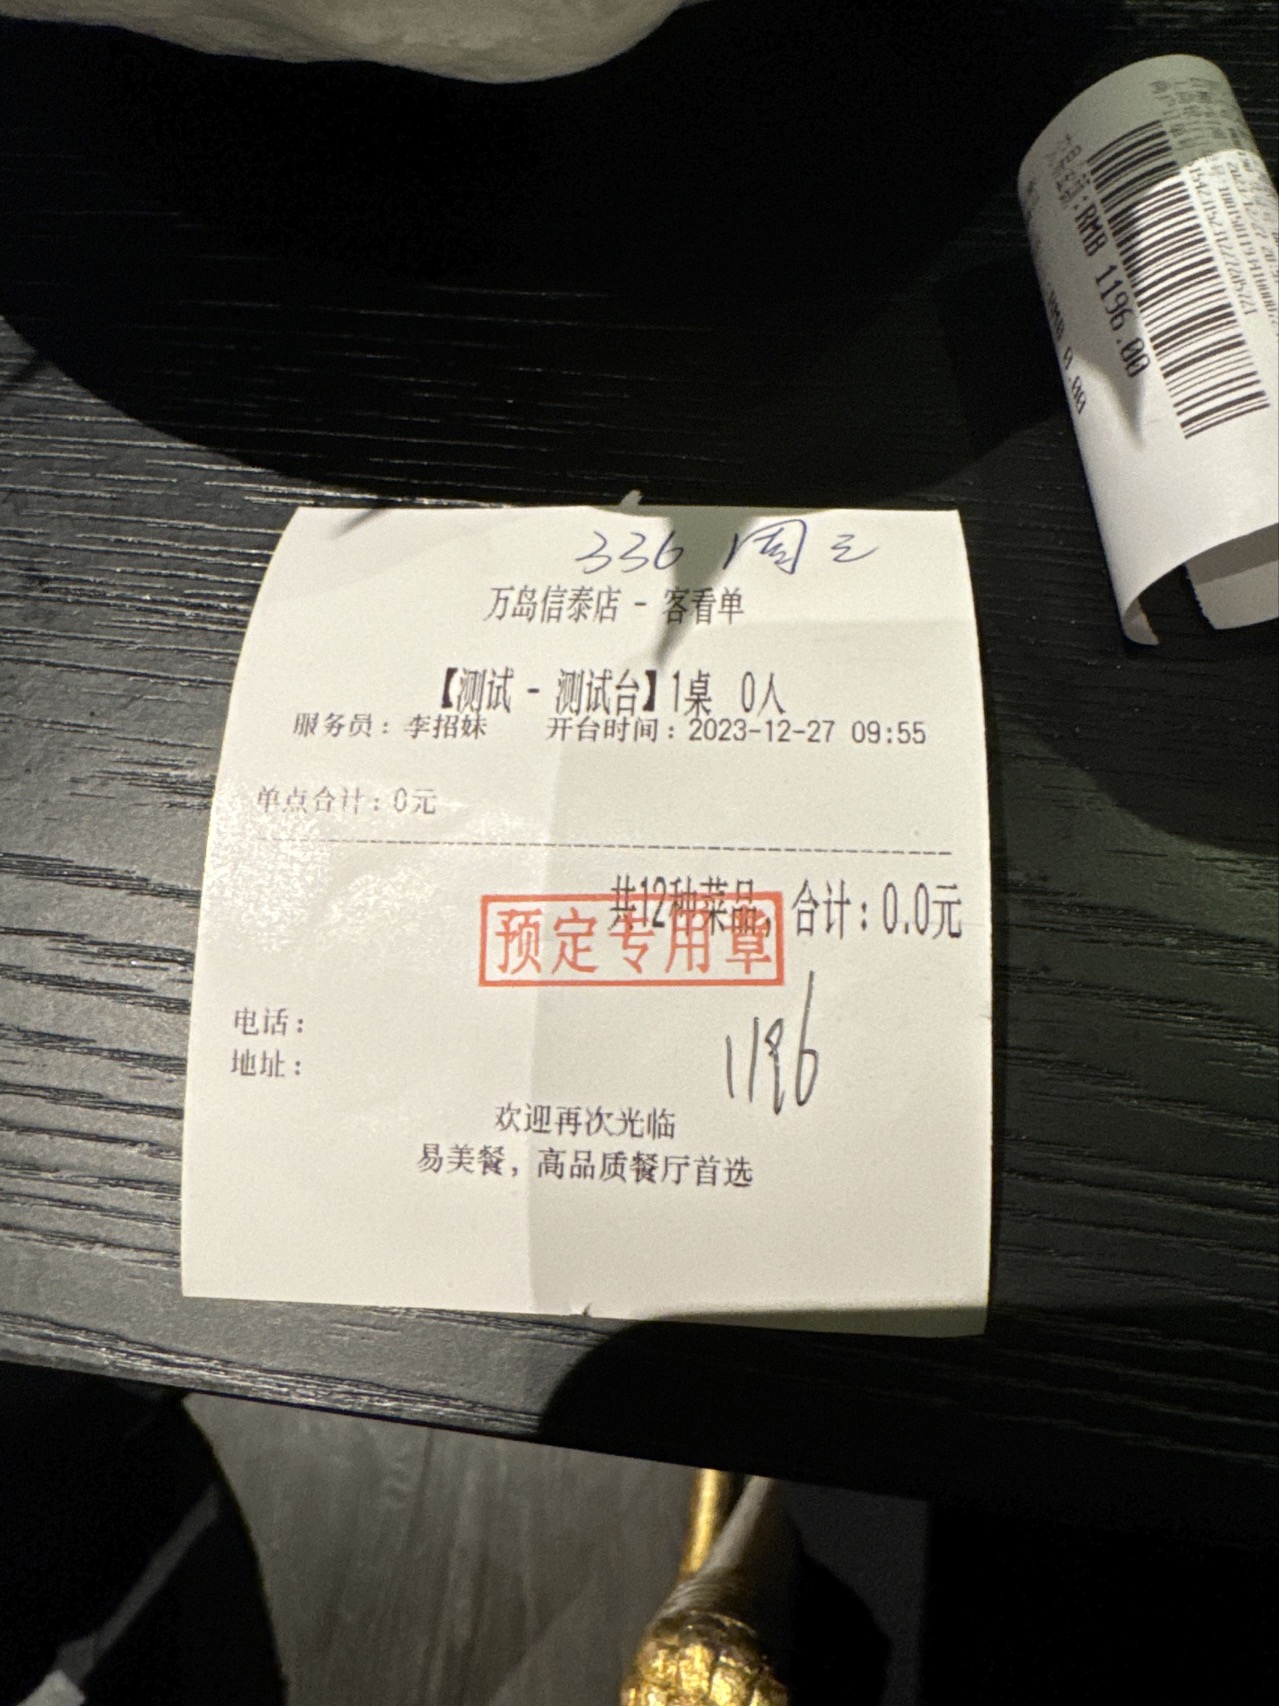 336 周
万岛信泰店 - 客看单
【测试 - 测试台】1桌 0人
服务员：李招妹 开台时间：2023-12-27 09:55
单点合计：0元
共12种菜品，合计：0.0元
预定专用章
1196
电话：
地址：
欢迎再次光临
易美餐，高品质餐厅首选
:RMB 1196.00
RMB 0.00